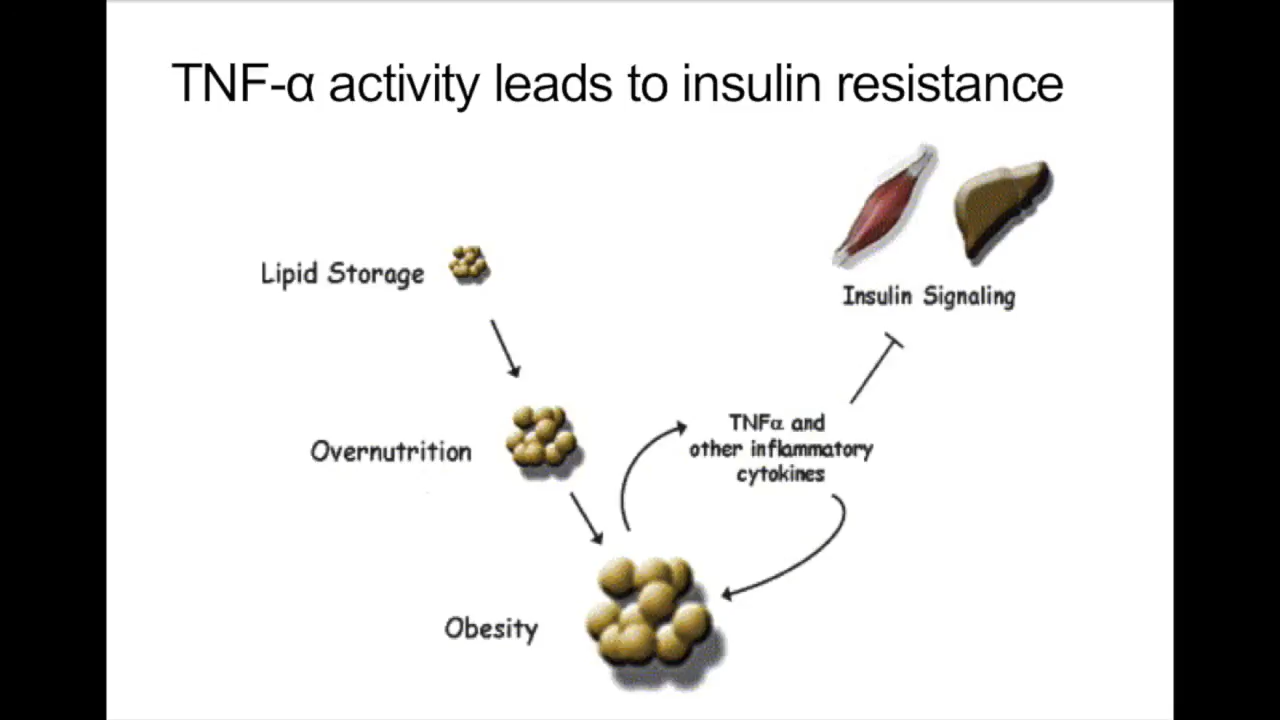 TNF-α activity leads to insulin resistance
Insulin Signaling
Lipid Storage
Overnutrition
TNFα and
other inflammatory
cytokines
Obesity